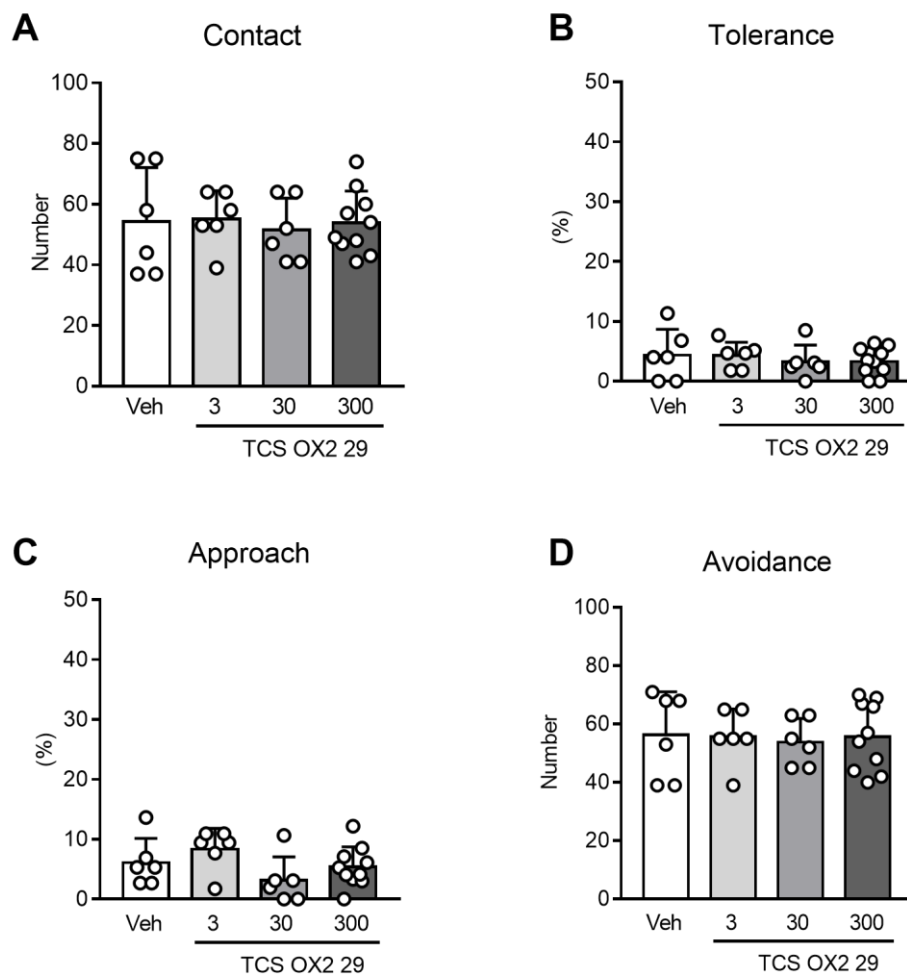 A
Contact
Number
100
80
60
40
20
0
Veh 3 30 300
TCS OX2 29
B
Tolerance
(%)
50
40
30
20
10
0
Veh 3 30 300
TCS OX2 29
C
Approach
(%)
50
40
30
20
10
0
Veh 3 30 300
TCS OX2 29
D
Avoidance
Number
100
80
60
40
20
0
Veh 3 30 300
TCS OX2 29